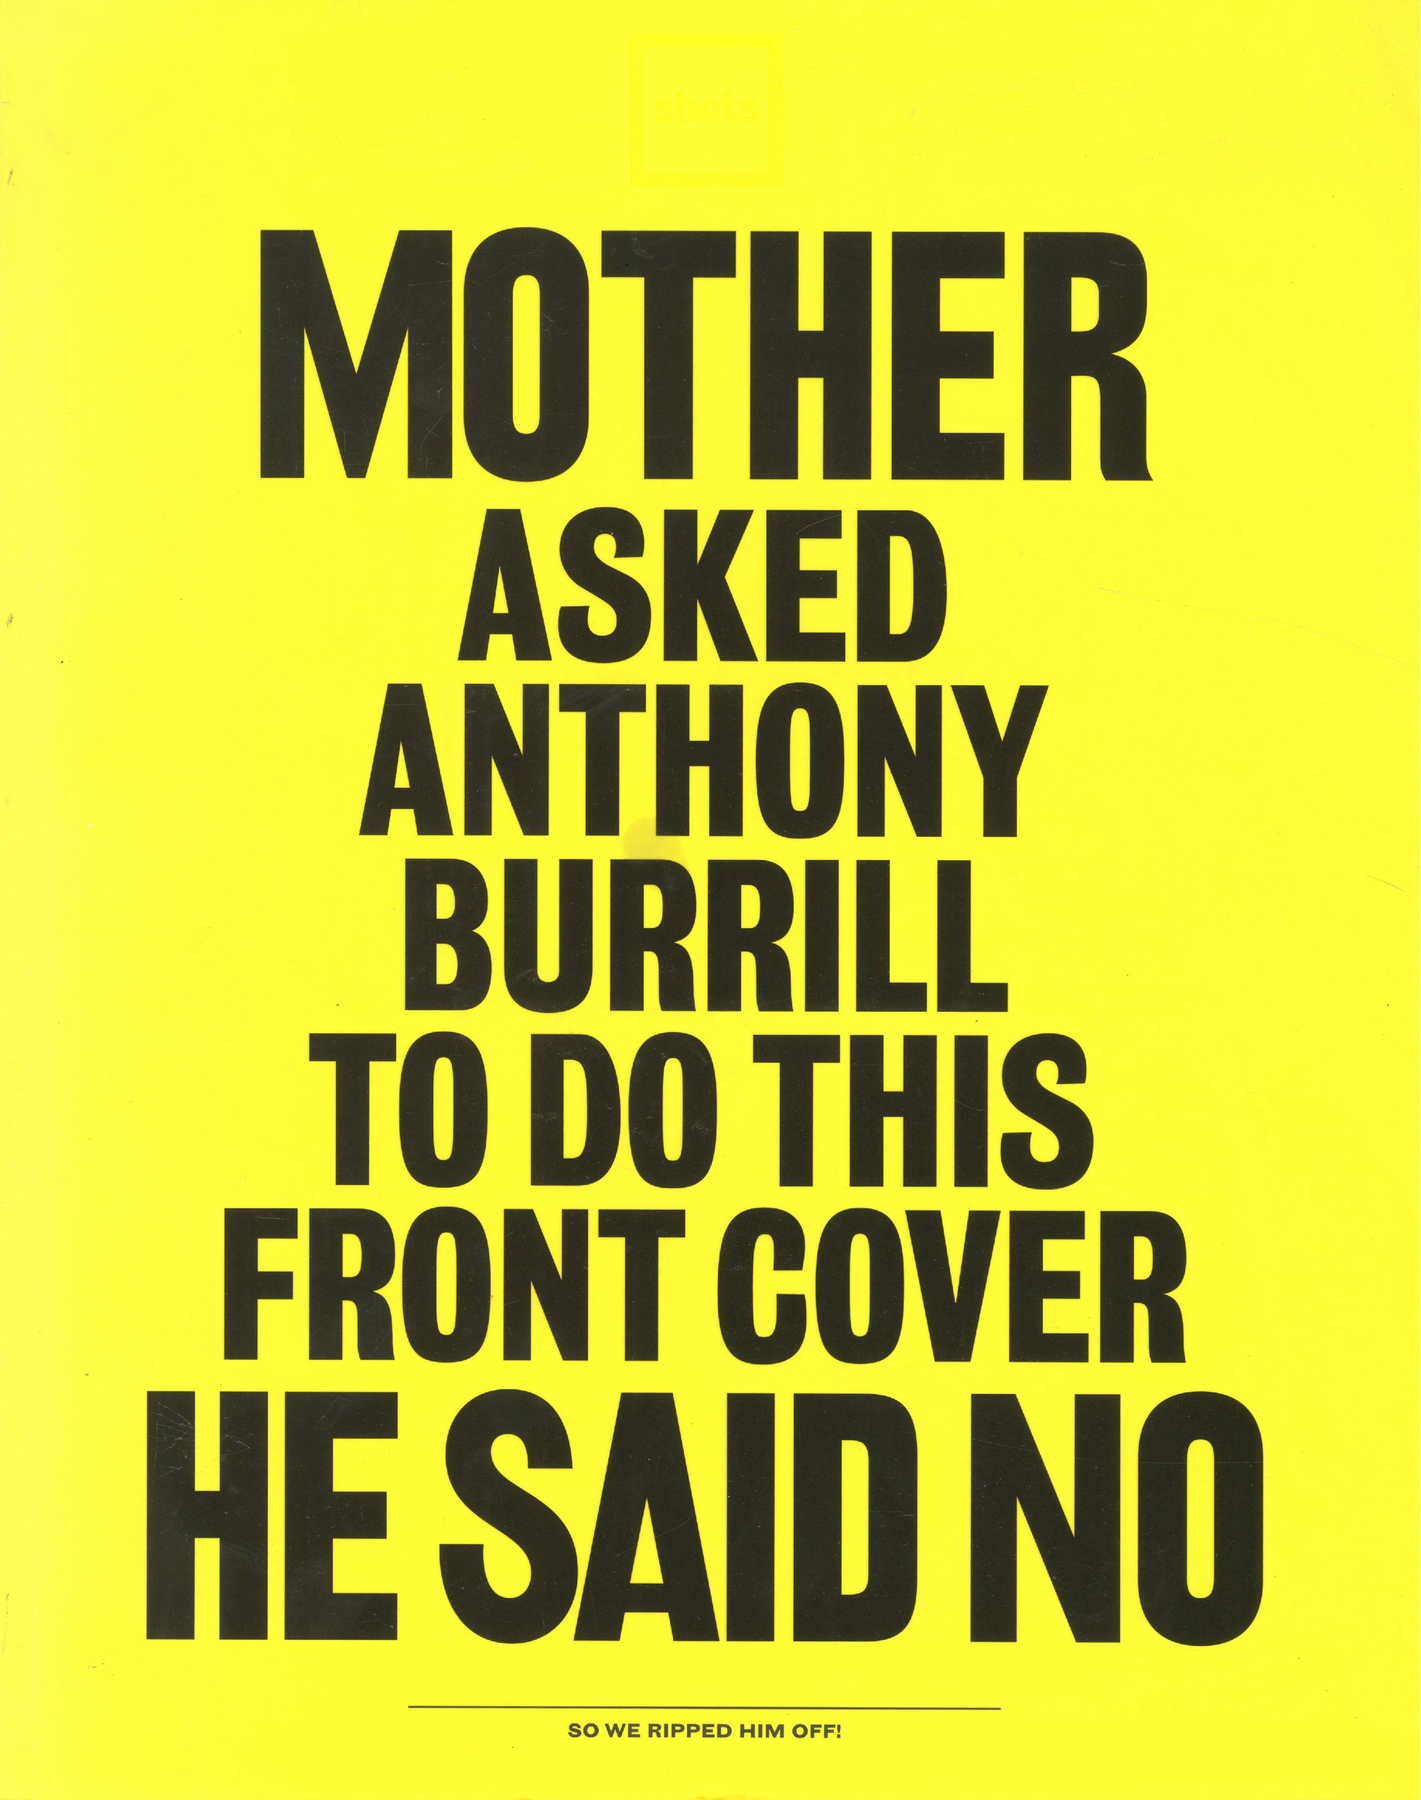 shots
MOTHER
ASKED
ANTHONY
BURRILL
TO DO THIS
FRONT COVER
HE SAID NO
SO WE RIPPED HIM OFF!